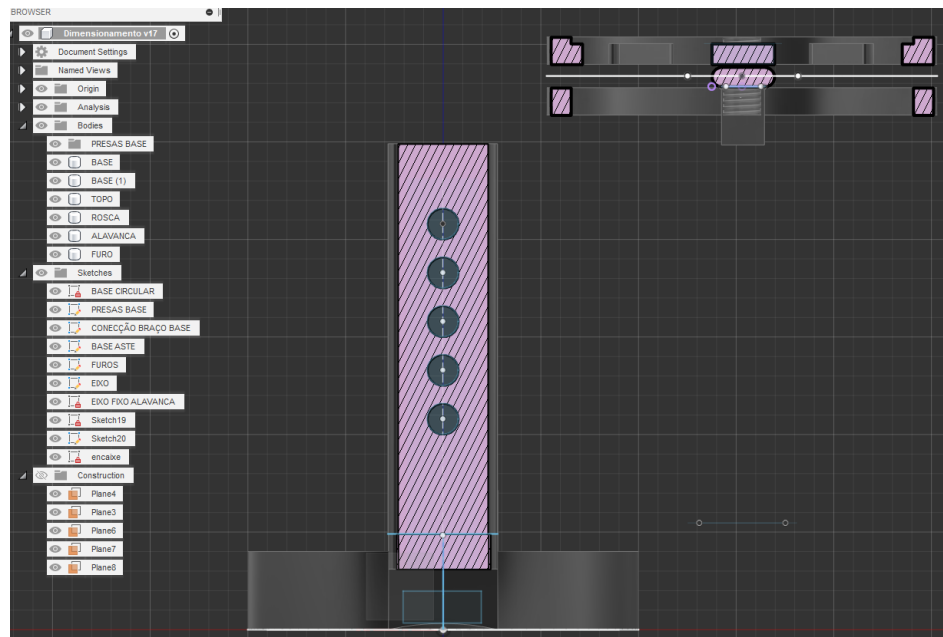 BROWSER
Dimensionamento v17
Document Settings
Named Views
Origin
Analysis
Bodies
PRESAS BASE
BASE
BASE (1)
TOPO
ROSCA
ALAVANCA
FURO
Sketches
BASE CIRCULAR
PRESAS BASE
CONECÇÃO BRAÇO BASE
BASE ASTE
FUROS
EIXO
EIXO FIXO ALAVANCA
Sketch19
Sketch20
encaixe
Construction
Plane4
Plane3
Plane6
Plane7
Plane8